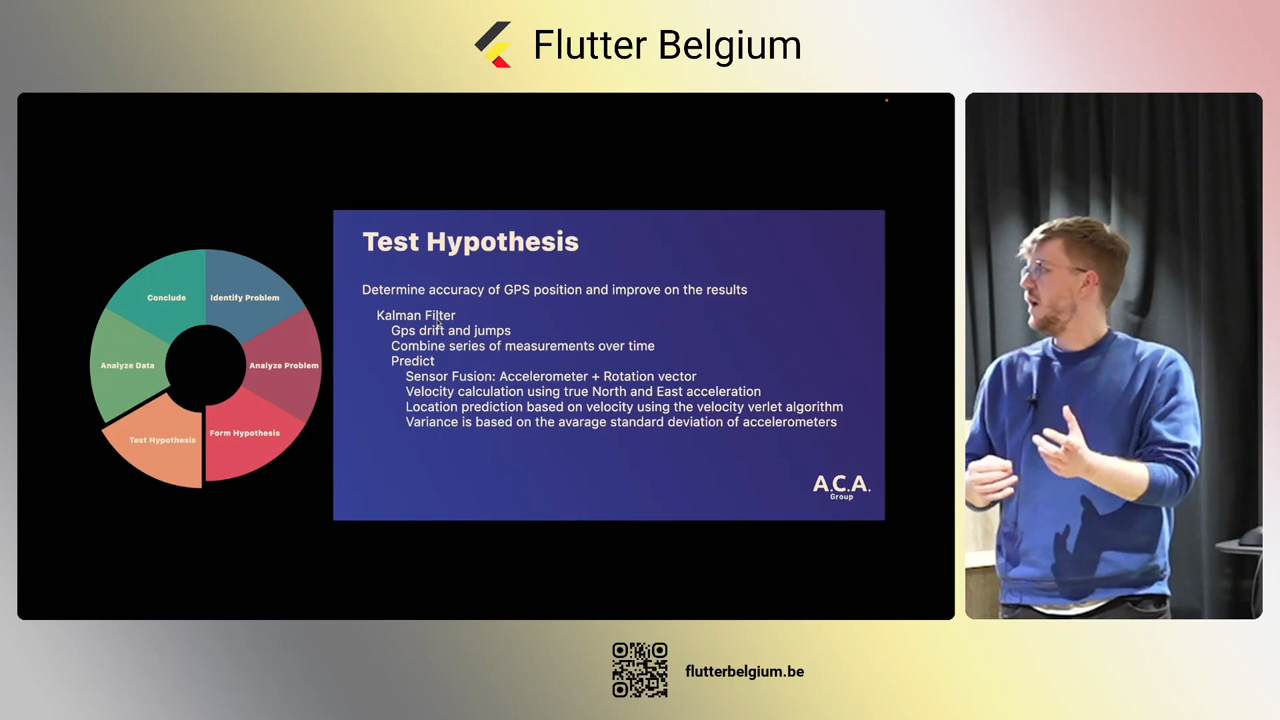 Flutter Belgium
Conclude
Identify Problem
Analyze Data
Analyze Problem
Test Hypothesis
Form Hypothesis
Test Hypothesis
Determine accuracy of GPS position and improve on the results
Kalman Filter
Gps drift and jumps
Combine series of measurements over time
Predict
Sensor Fusion: Accelerometer + Rotation vector
Velocity calculation using true North and East acceleration
Location prediction based on velocity using the velocity verlet algorithm
Variance is based on the avarage standard deviation of accelerometers
A.C.A.
Group
flutterbelgium.be